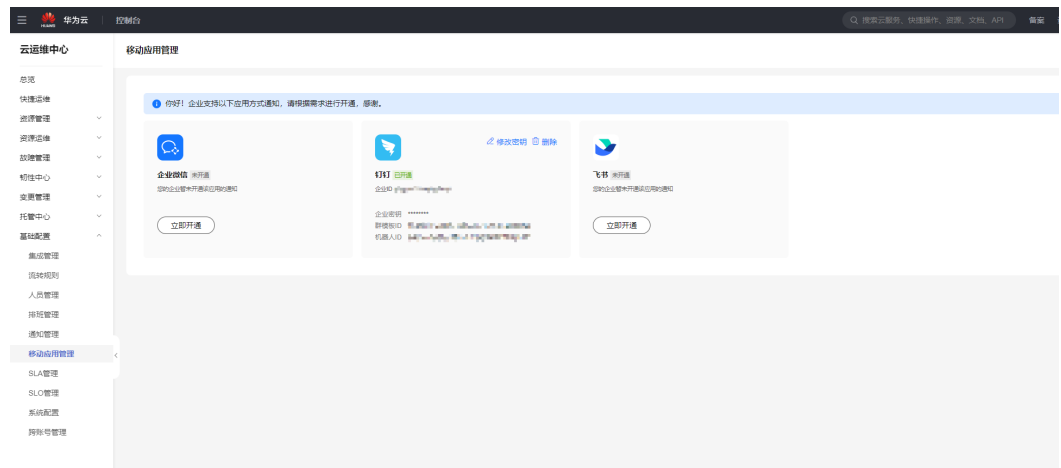 HUAWEI
华为云
控制台
搜索云服务、快捷操作、资源、文档、API
备案
云运维中心
移动应用管理
总览
快捷运维
资源管理
资源运维
故障管理
韧性中心
变更管理
托管中心
基础配置
集成管理
流转规则
人员管理
排班管理
通知管理
移动应用管理
SLA管理
SLO管理
系统配置
跨账号管理
你好！企业支持以下应用方式通知，请根据需求进行开通，感谢。
企业微信 未开通
您的企业暂未开通该应用的通知
立即开通
修改密钥 删除
钉钉 已开通
企业ID
企业密钥 ********
群模板ID
机器人ID
飞书 未开通
您的企业暂未开通该应用的通知
立即开通